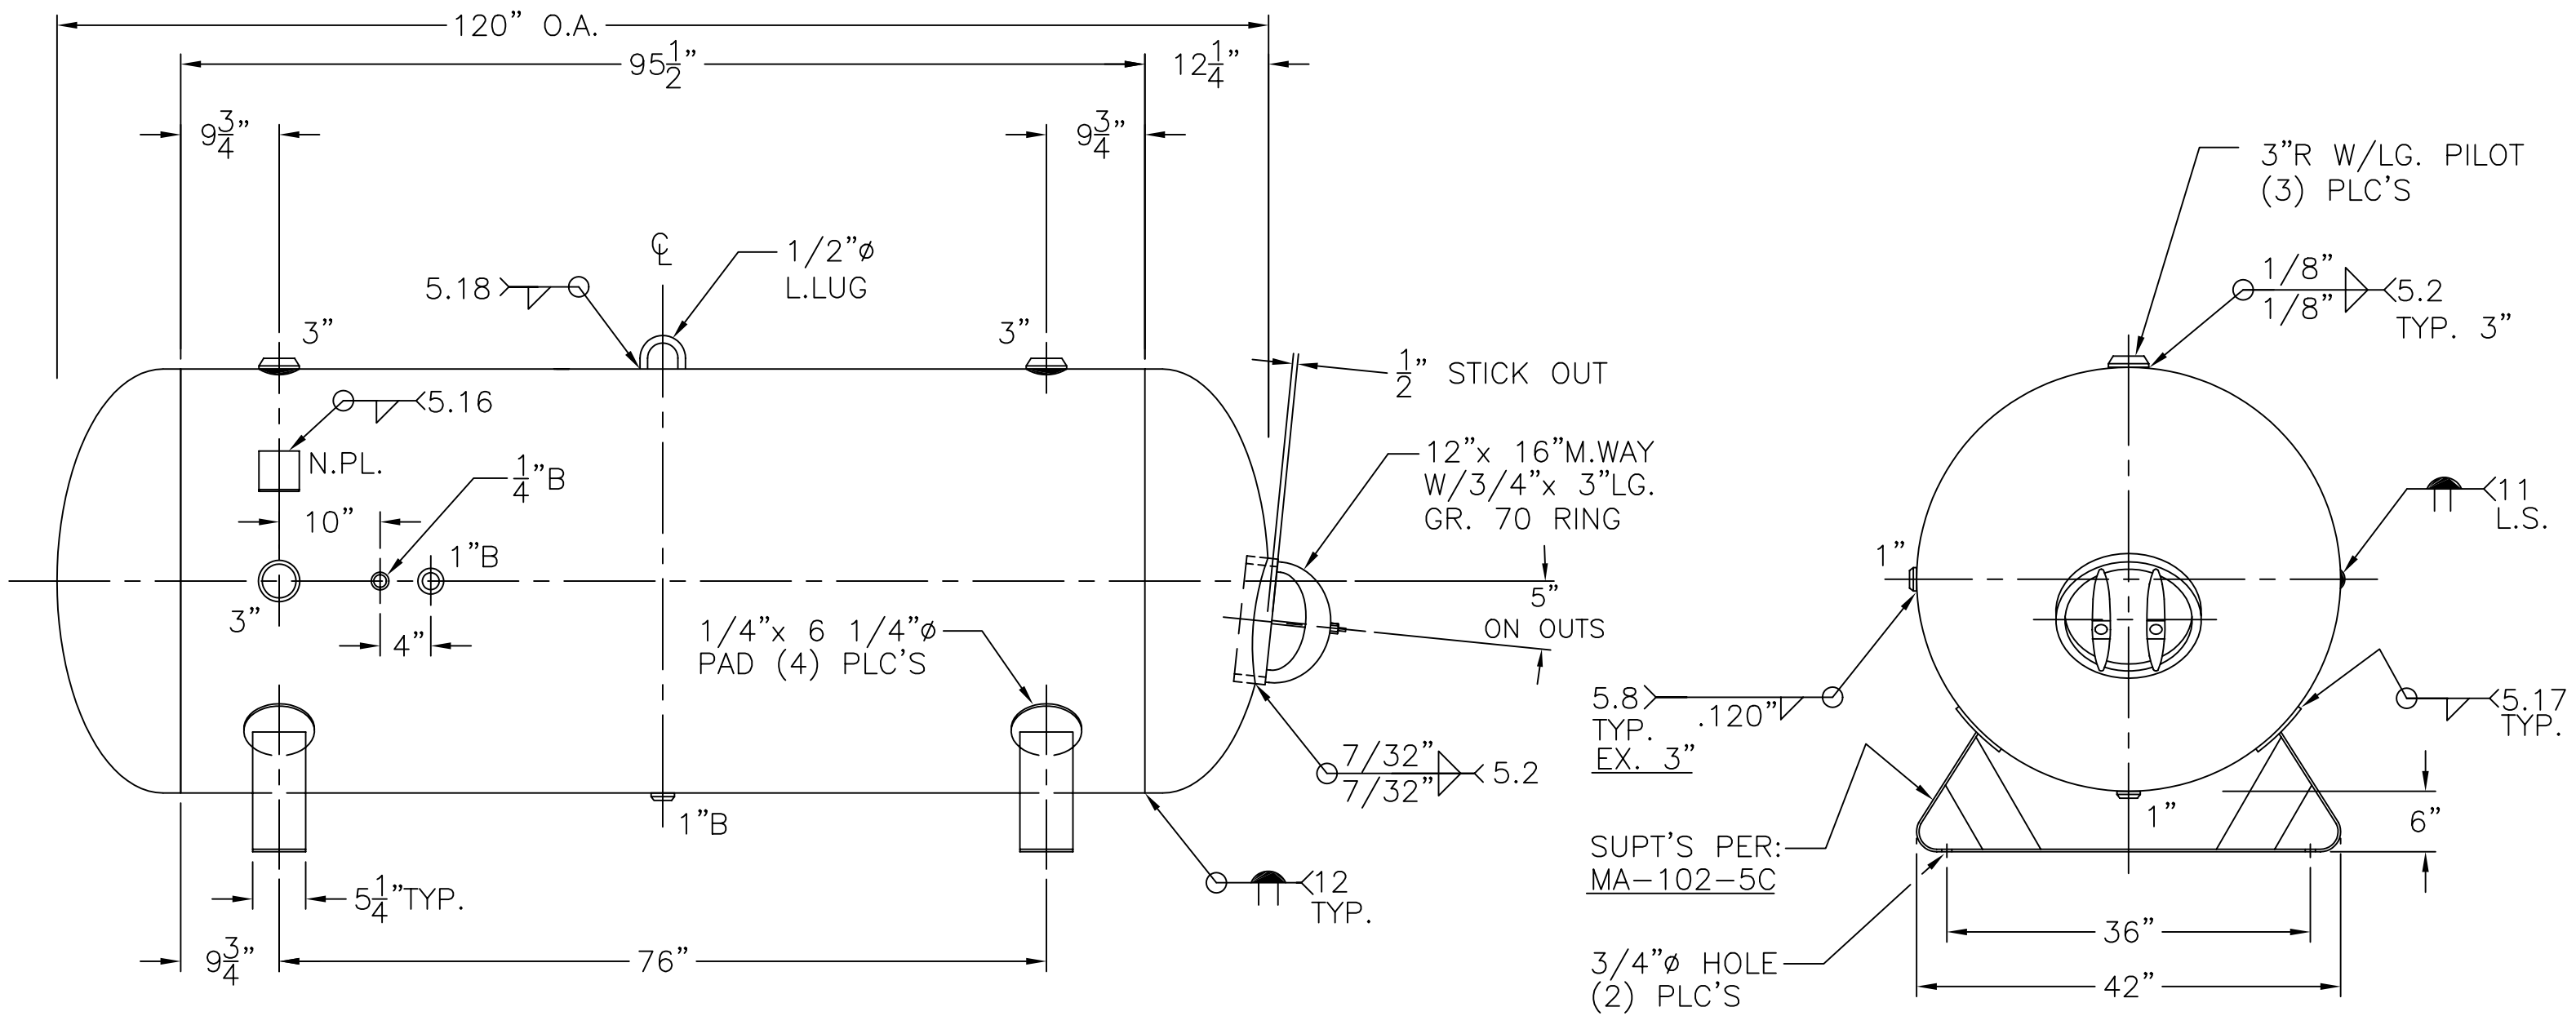 120" O.A.
95 1/2"
12 1/4"
9 3/4"
9 3/4"
℄
1/2"ø
L.LUG
5.18
3"
3"
5.16
N.PL.
1/4"B
10"
1"B
3"
4"
1/4"x 6 1/4"ø
PAD (4) PLC'S
1/2" STICK OUT
12"x 16"M.WAY
W/3/4"x 3"LG.
GR. 70 RING
5"
ON OUTS
7/32"
7/32"
5.2
1"B
12
TYP.
5 1/4"TYP.
9 3/4"
76"
3"R W/LG. PILOT
(3) PLC'S
1/8"
1/8"
5.2
TYP. 3"
11
L.S.
1"
5.8
TYP.
EX. 3"
.120"
5.17
TYP.
1"
6"
SUPT'S PER:
MA-102-5C
3/4"ø HOLE
(2) PLC'S
36"
42"